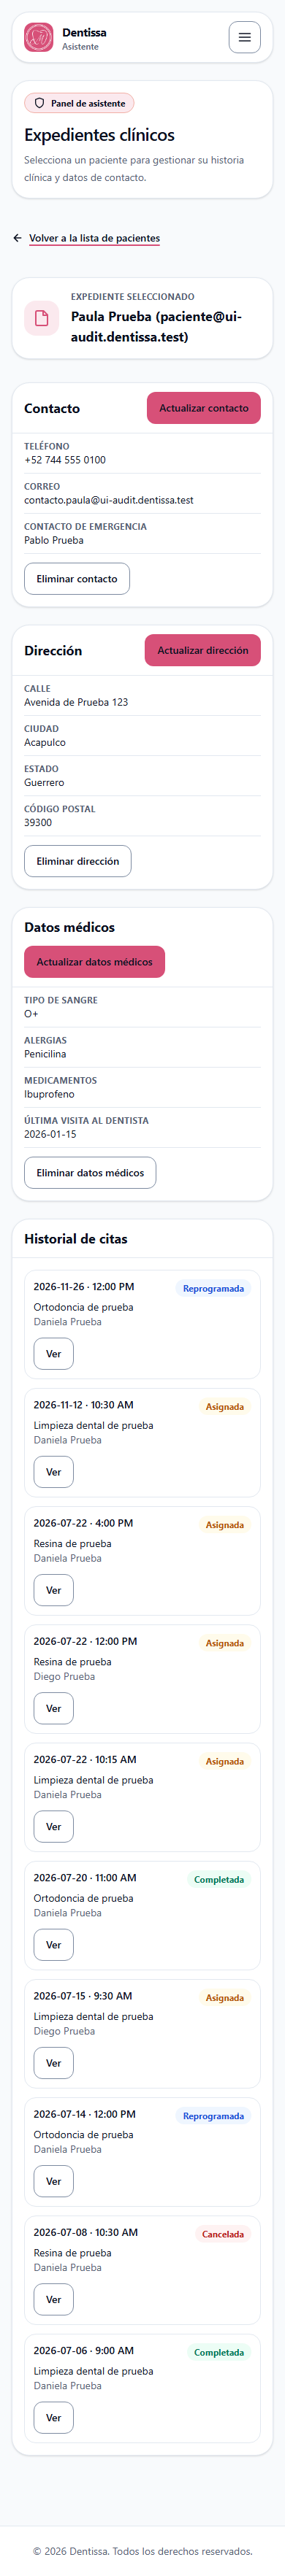 Dentissa
Asistente
Panel de asistente
Expedientes clínicos
Selecciona un paciente para gestionar su historia
clínica y datos de contacto.
Volver a la lista de pacientes
EXPEDIENTE SELECCIONADO
Paula Prueba (paciente@ui-
audit.dentissa.test)
Contacto
Actualizar contacto
TELÉFONO
+52 744 555 0100
CORREO
contacto.paula@ui-audit.dentissa.test
CONTACTO DE EMERGENCIA
Pablo Prueba
Eliminar contacto
Dirección
Actualizar dirección
CALLE
Avenida de Prueba 123
CIUDAD
Acapulco
ESTADO
Guerrero
CÓDIGO POSTAL
39300
Eliminar dirección
Datos médicos
Actualizar datos médicos
TIPO DE SANGRE
O+
ALERGIAS
Penicilina
MEDICAMENTOS
Ibuprofeno
ÚLTIMA VISITA AL DENTISTA
2026-01-15
Eliminar datos médicos
Historial de citas
2026-11-26 · 12:00 PM
Reprogramada
Ortodoncia de prueba
Daniela Prueba
Ver
2026-11-12 · 10:30 AM
Asignada
Limpieza dental de prueba
Daniela Prueba
Ver
2026-07-22 · 4:00 PM
Asignada
Resina de prueba
Daniela Prueba
Ver
2026-07-22 · 12:00 PM
Asignada
Resina de prueba
Diego Prueba
Ver
2026-07-22 · 10:15 AM
Asignada
Limpieza dental de prueba
Daniela Prueba
Ver
2026-07-20 · 11:00 AM
Completada
Ortodoncia de prueba
Daniela Prueba
Ver
2026-07-15 · 9:30 AM
Asignada
Limpieza dental de prueba
Diego Prueba
Ver
2026-07-14 · 12:00 PM
Reprogramada
Ortodoncia de prueba
Daniela Prueba
Ver
2026-07-08 · 10:30 AM
Cancelada
Resina de prueba
Daniela Prueba
Ver
2026-07-06 · 9:00 AM
Completada
Limpieza dental de prueba
Daniela Prueba
Ver
© 2026 Dentissa. Todos los derechos reservados.